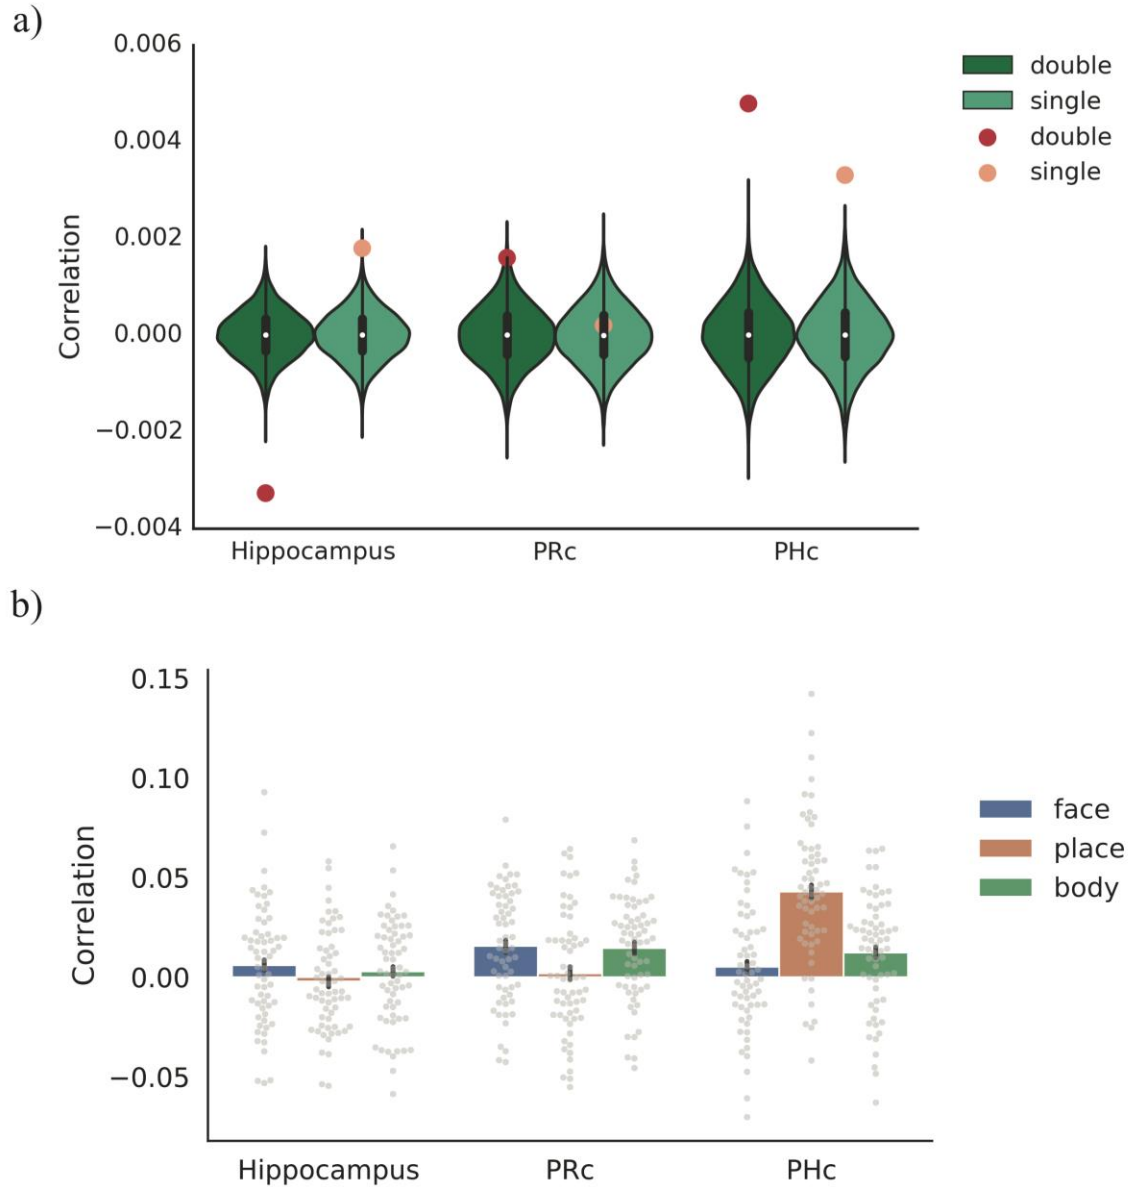 a)
0.006
0.004
0.002
0.000
−0.002
−0.004
Correlation
Hippocampus PRc PHc
double
single
double
single
b)
0.15
0.10
0.05
0.00
−0.05
Correlation
Hippocampus PRc PHc
face
place
body